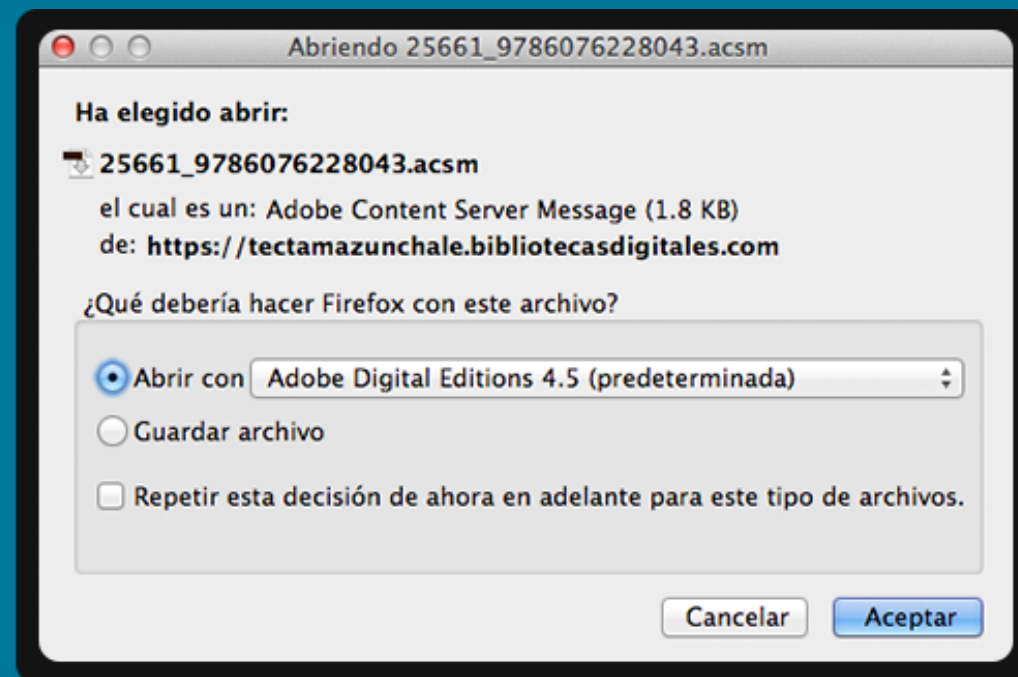 Abriendo 25661_9786076228043.acsm
Ha elegido abrir:
25661_9786076228043.acsm
el cual es un: Adobe Content Server Message (1.8 KB)
de: https://tectamazunchale.bibliotecasdigitales.com
¿Qué debería hacer Firefox con este archivo?
Abrir con Adobe Digital Editions 4.5 (predeterminada)
Guardar archivo
Repetir esta decisión de ahora en adelante para este tipo de archivos.
Cancelar Aceptar